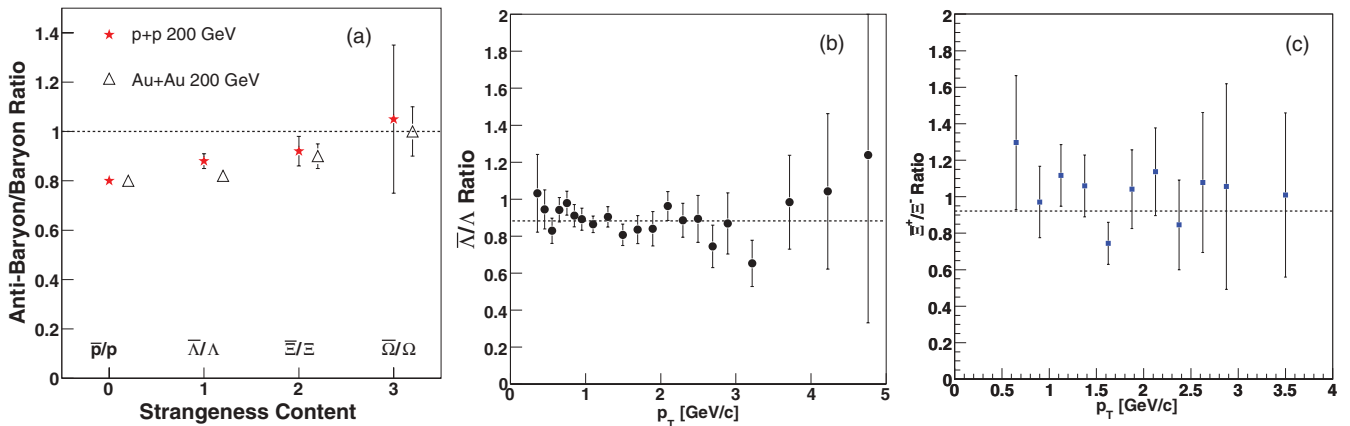 (a)
p+p 200 GeV
Au+Au 200 GeV
Anti-Baryon/Baryon Ratio
1.4
1.2
1
0.8
0.6
0.4
0.2
0
p̅/p Λ̅/Λ Ξ̅/Ξ Ω̅/Ω
0 1 2 3
Strangeness Content
(b)
Λ̅/Λ Ratio
2
1.8
1.6
1.4
1.2
1
0.8
0.6
0.4
0.2
0
0 1 2 3 4 5
p_T [GeV/c]
(c)
Ξ̅⁺/Ξ⁻ Ratio
2
1.8
1.6
1.4
1.2
1
0.8
0.6
0.4
0.2
0
0 0.5 1 1.5 2 2.5 3 3.5 4
p_T [GeV/c]